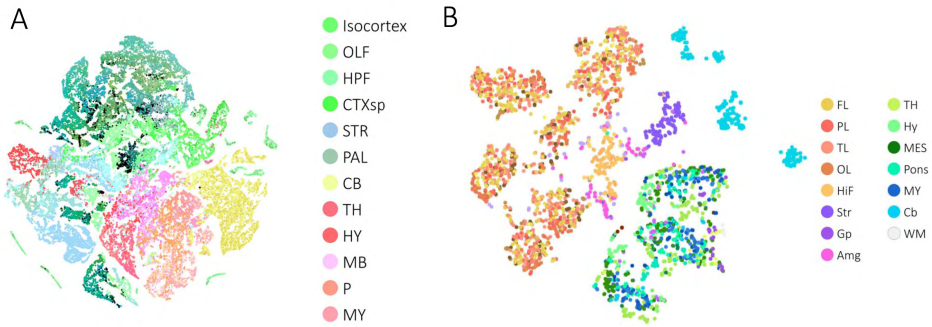 A
Isocortex
OLF
HPF
CTXsp
STR
PAL
CB
TH
HY
MB
P
MY
B
FL
PL
TL
OL
HiF
Str
Gp
Amg
TH
Hy
MES
Pons
MY
Cb
WM